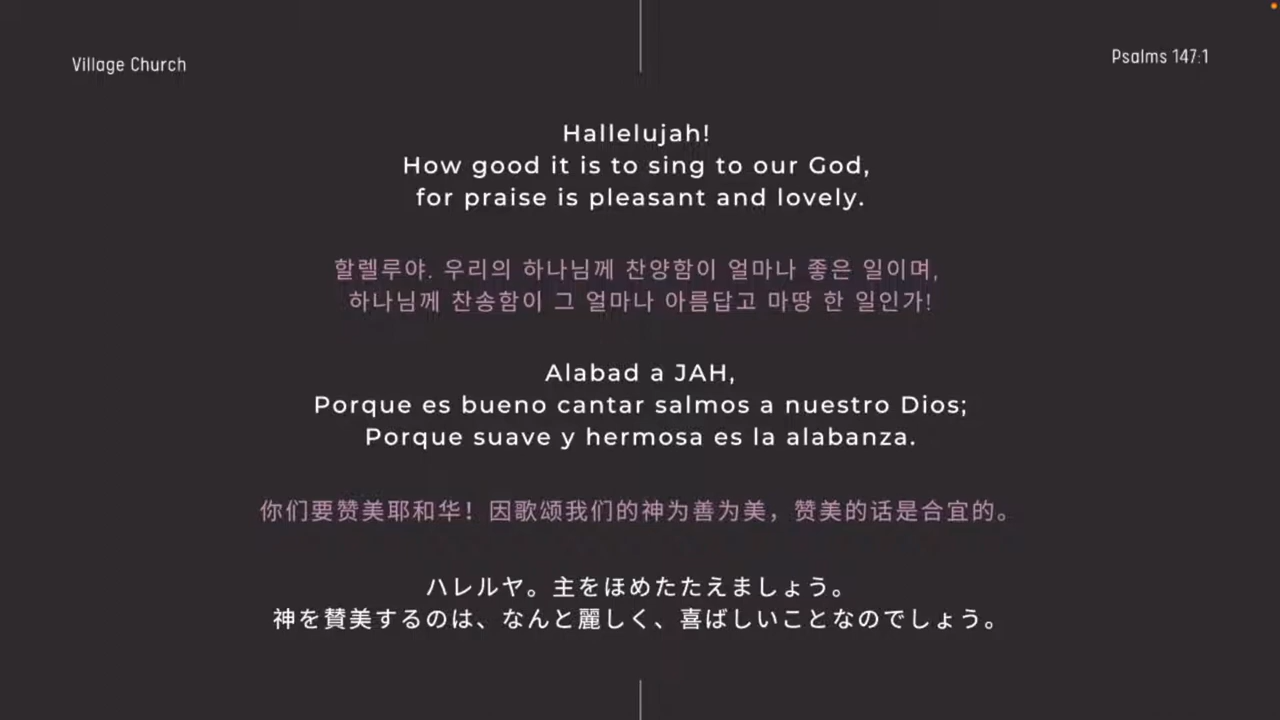 Village Church
Psalms 147:1
Hallelujah!
How good it is to sing to our God,
for praise is pleasant and lovely.
할렐루야. 우리의 하나님께 찬양함이 얼마나 좋은 일이며,
하나님께 찬송함이 그 얼마나 아름답고 마땅 한 일인가!
Alabad a JAH,
Porque es bueno cantar salmos a nuestro Dios;
Porque suave y hermosa es la alabanza.
你们要赞美耶和华！因歌颂我们的神为善为美，赞美的话是合宜的。
ハレルヤ。主をほめたたえましょう。
神を賛美するのは、なんと麗しく、喜ばしいことなのでしょう。